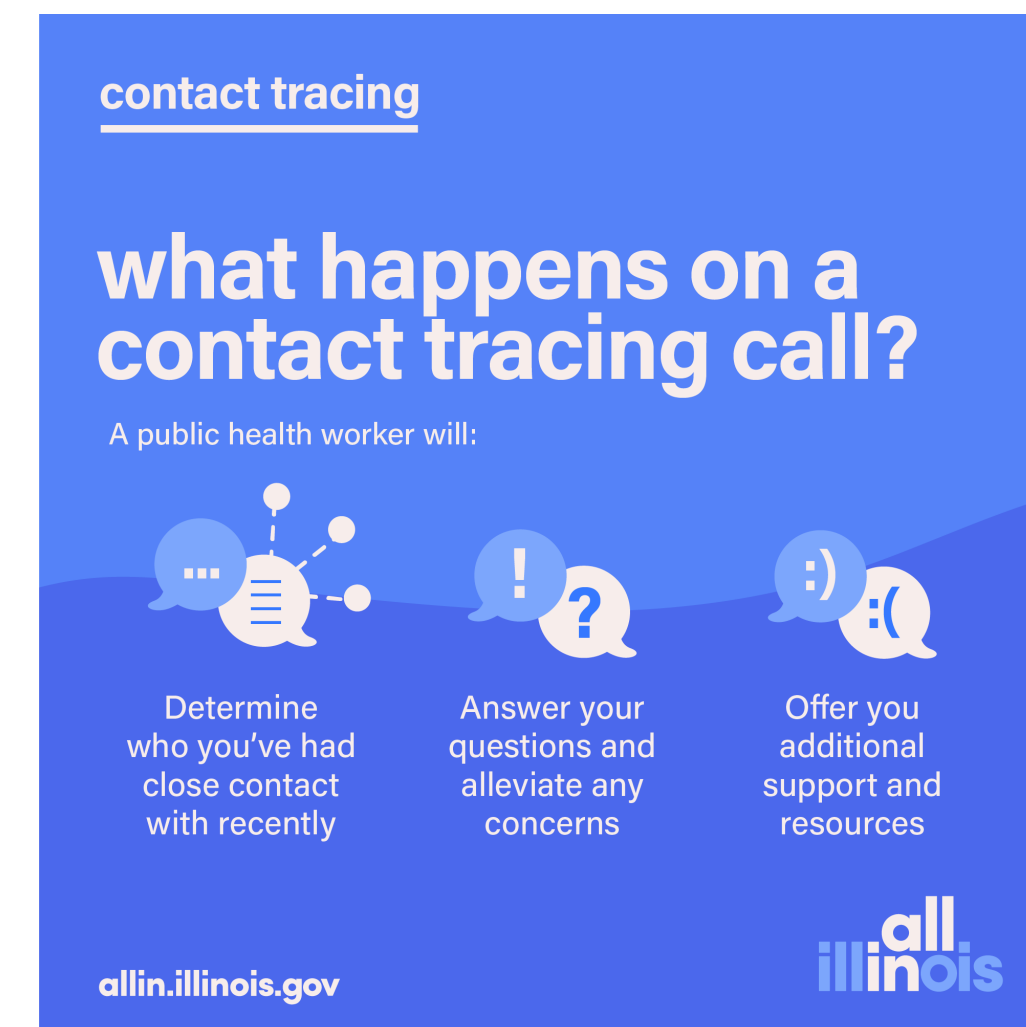 contact tracing
what happens on a
contact tracing call?
A public health worker will:
...
! ?
:) :(
Determine
who you've had
close contact
with recently
Answer your
questions and
alleviate any
concerns
Offer you
additional
support and
resources
allin.illinois.gov
all
illinois